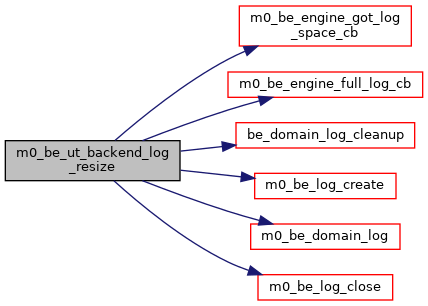 m0_be_engine_got_log
_space_cb
m0_be_engine_full_log_cb
be_domain_log_cleanup
m0_be_ut_backend_log
_resize
m0_be_log_create
m0_be_domain_log
m0_be_log_close